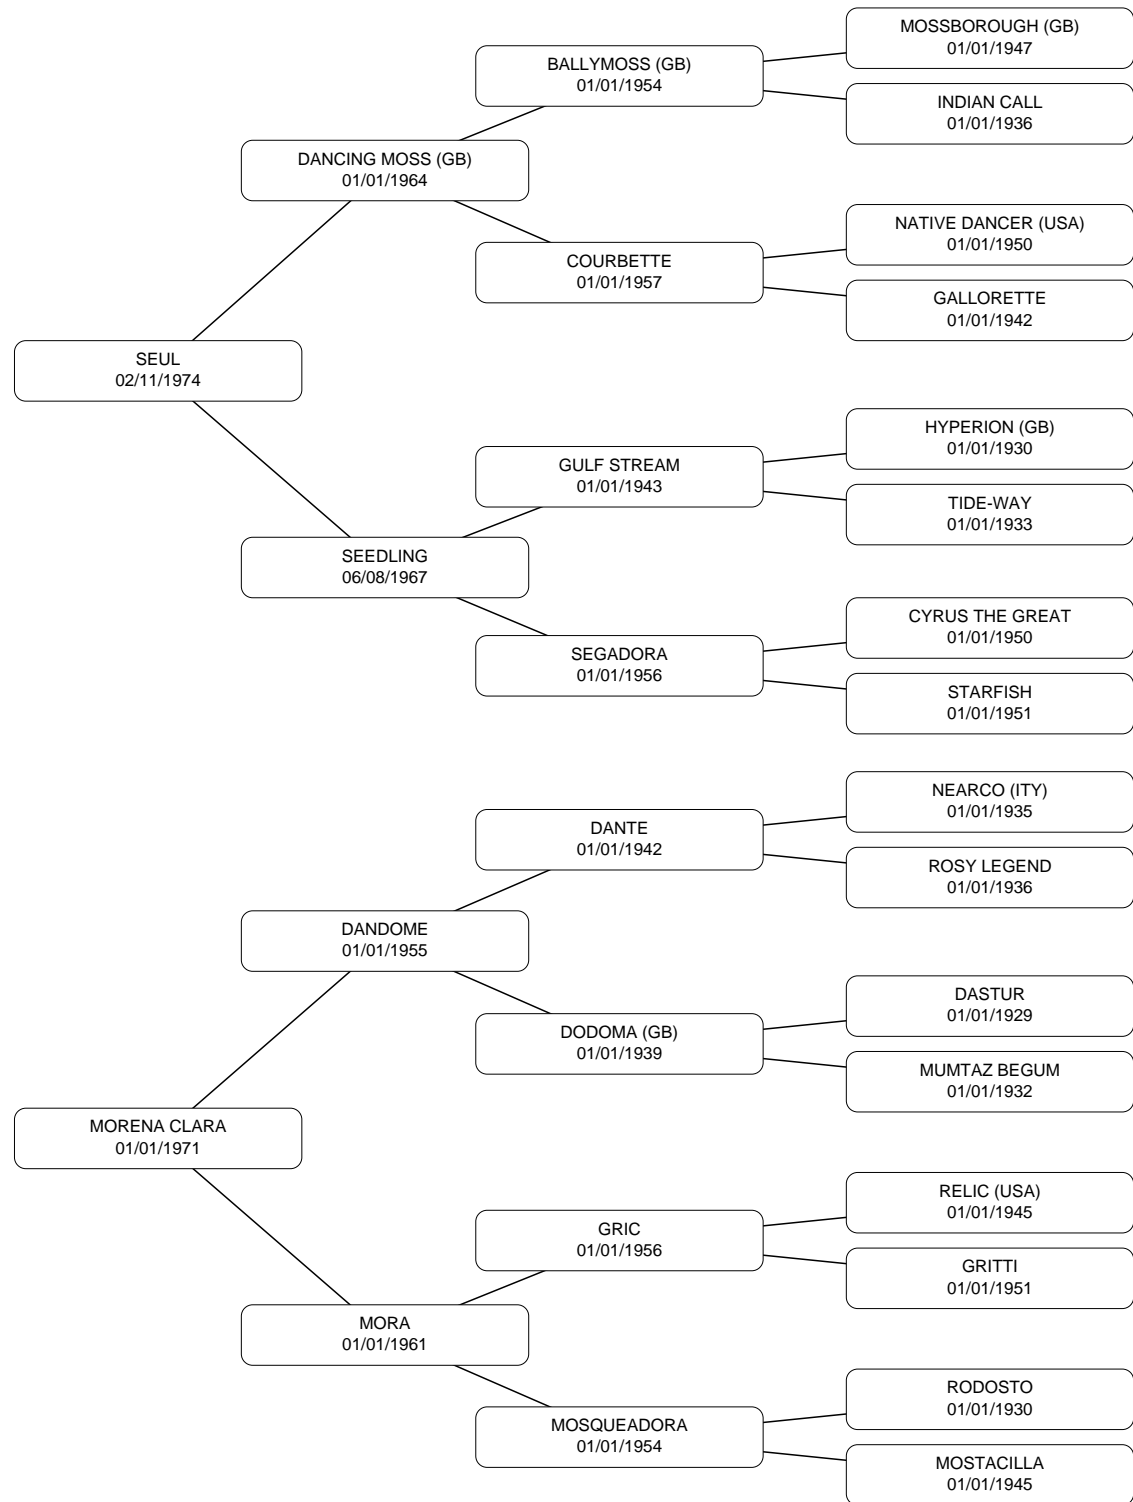 MOSSBOROUGH (GB)
01/01/1947
BALLYMOSS (GB)
01/01/1954
INDIAN CALL
01/01/1936
DANCING MOSS (GB)
01/01/1964
NATIVE DANCER (USA)
01/01/1950
COURBETTE
01/01/1957
GALLORETTE
01/01/1942
SEUL
02/11/1974
HYPERION (GB)
01/01/1930
GULF STREAM
01/01/1943
TIDE-WAY
01/01/1933
SEEDLING
06/08/1967
CYRUS THE GREAT
01/01/1950
SEGADORA
01/01/1956
STARFISH
01/01/1951
NEARCO (ITY)
01/01/1935
DANTE
01/01/1942
ROSY LEGEND
01/01/1936
DANDOME
01/01/1955
DASTUR
01/01/1929
DODOMA (GB)
01/01/1939
MUMTAZ BEGUM
01/01/1932
MORENA CLARA
01/01/1971
RELIC (USA)
01/01/1945
GRIC
01/01/1956
GRITTI
01/01/1951
MORA
01/01/1961
RODOSTO
01/01/1930
MOSQUEADORA
01/01/1954
MOSTACILLA
01/01/1945